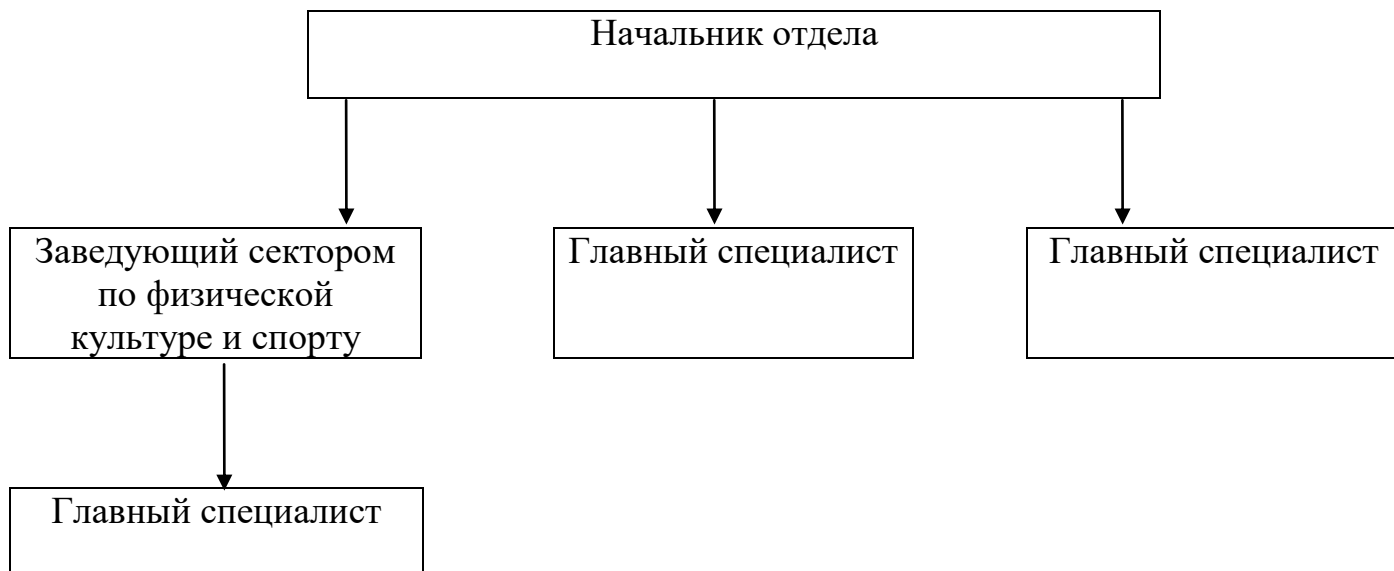 Начальник отдела
Заведующий сектором
по физической
культуре и спорту
Главный специалист
Главный специалист
Главный специалист